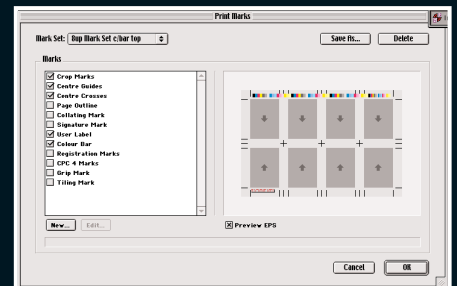 Print Marks
Mark Set: 8up Mark Set c/bar top
Save As...
Delete
Marks
Crop Marks
Centre Guides
Centre Crosses
Page Outline
Collating Mark
Signature Mark
User Label
Colour Bar
Registration Marks
CPC 4 Marks
Grip Mark
Tiling Mark
New...
Edit...
Preview EPS
Cancel
OK